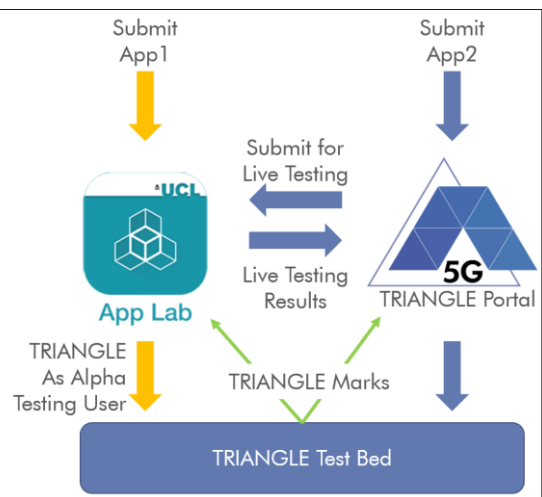 Submit
App1
Submit
App2
Submit for
Live Testing
UCL
5G
App Lab
Live Testing
Results
TRIANGLE Portal
TRIANGLE
As Alpha
Testing User
TRIANGLE Marks
TRIANGLE Test Bed